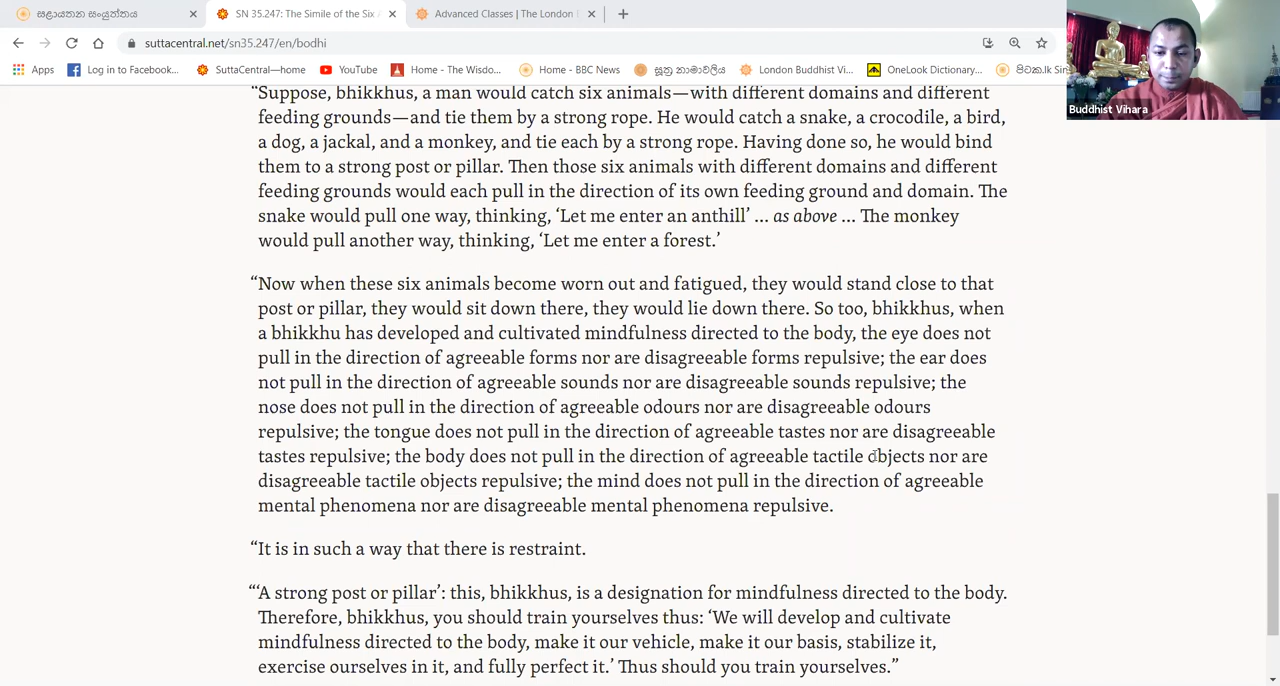 සළායතන සංයුත්තය
SN 35.247: The Simile of the Six A
Advanced Classes | The London
suttacentral.net/sn35.247/en/bodhi
Apps
Log in to Facebook...
SuttaCentral—home
YouTube
Home - The Wisdo...
Home - BBC News
සූත්‍ර නාමාවලිය
London Buddhist Vi...
OneLook Dictionary...
පිටක.lk
Buddhist Vihara
“Suppose, bhikkhus, a man would catch six animals—with different domains and different
feeding grounds—and tie them by a strong rope. He would catch a snake, a crocodile, a bird,
a dog, a jackal, and a monkey, and tie each by a strong rope. Having done so, he would bind
them to a strong post or pillar. Then those six animals with different domains and different
feeding grounds would each pull in the direction of its own feeding ground and domain. The
snake would pull one way, thinking, ‘Let me enter an anthill’ ... as above ... The monkey
would pull another way, thinking, ‘Let me enter a forest.’
“Now when these six animals become worn out and fatigued, they would stand close to that
post or pillar, they would sit down there, they would lie down there. So too, bhikkhus, when
a bhikkhu has developed and cultivated mindfulness directed to the body, the eye does not
pull in the direction of agreeable forms nor are disagreeable forms repulsive; the ear does
not pull in the direction of agreeable sounds nor are disagreeable sounds repulsive; the
nose does not pull in the direction of agreeable odours nor are disagreeable odours
repulsive; the tongue does not pull in the direction of agreeable tastes nor are disagreeable
tastes repulsive; the body does not pull in the direction of agreeable tactile objects nor are
disagreeable tactile objects repulsive; the mind does not pull in the direction of agreeable
mental phenomena nor are disagreeable mental phenomena repulsive.
“It is in such a way that there is restraint.
“‘A strong post or pillar’: this, bhikkhus, is a designation for mindfulness directed to the body.
Therefore, bhikkhus, you should train yourselves thus: ‘We will develop and cultivate
mindfulness directed to the body, make it our vehicle, make it our basis, stabilize it,
exercise ourselves in it, and fully perfect it.’ Thus should you train yourselves.”